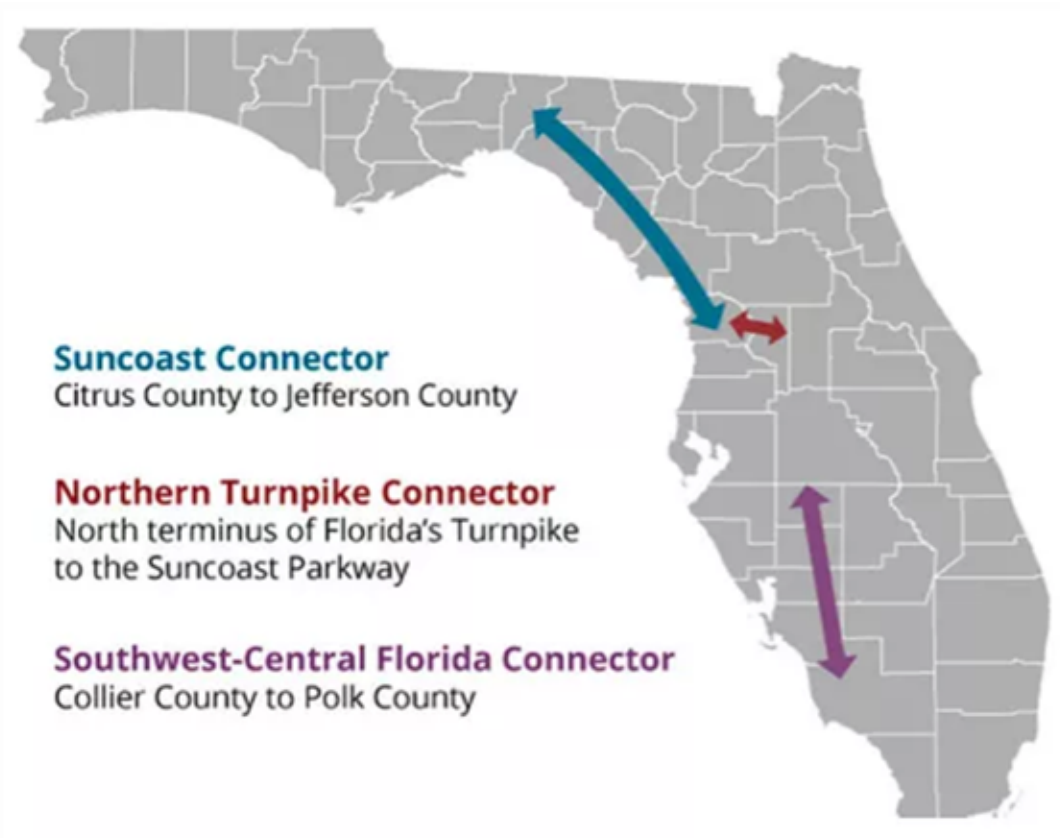 Suncoast Connector
Citrus County to Jefferson County
Northern Turnpike Connector
North terminus of Florida’s Turnpike
to the Suncoast Parkway
Southwest-Central Florida Connector
Collier County to Polk County